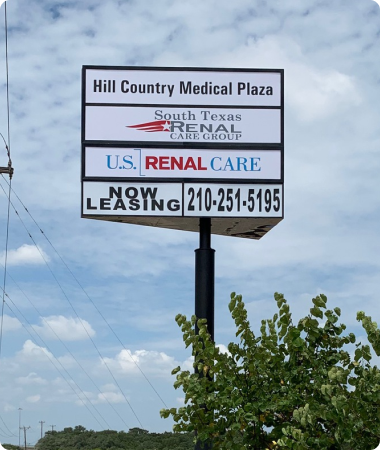 Hill Country Medical Plaza
South Texas
RENAL
CARE GROUP
U.S. RENAL CARE
NOW
LEASING
210-251-5195